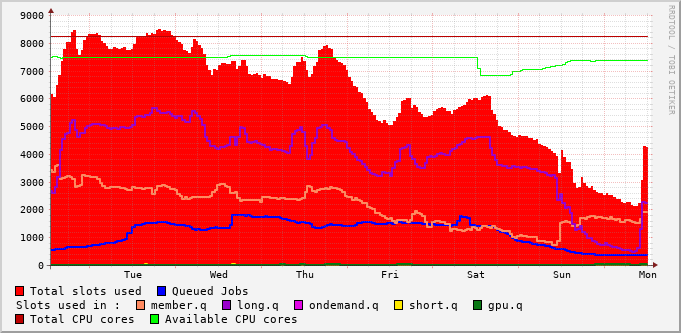 9000
8000
7000
6000
5000
4000
3000
2000
1000
0
Tue Wed Thu Fri Sat Sun Mon
RRDTOOL / TOBI OETIKER
Total slots used Queued Jobs
Slots used in : member.q long.q ondemand.q short.q gpu.q
Total CPU cores Available CPU cores